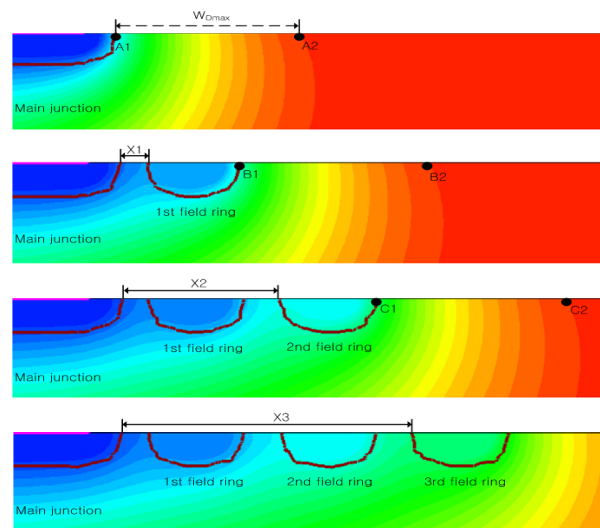 WDmax
A1
A2
Main junction
X1
B1
B2
1st field ring
Main junction
X2
C1
C2
1st field ring 2nd field ring
Main junction
X3
1st field ring 2nd field ring 3rd field ring
Main junction